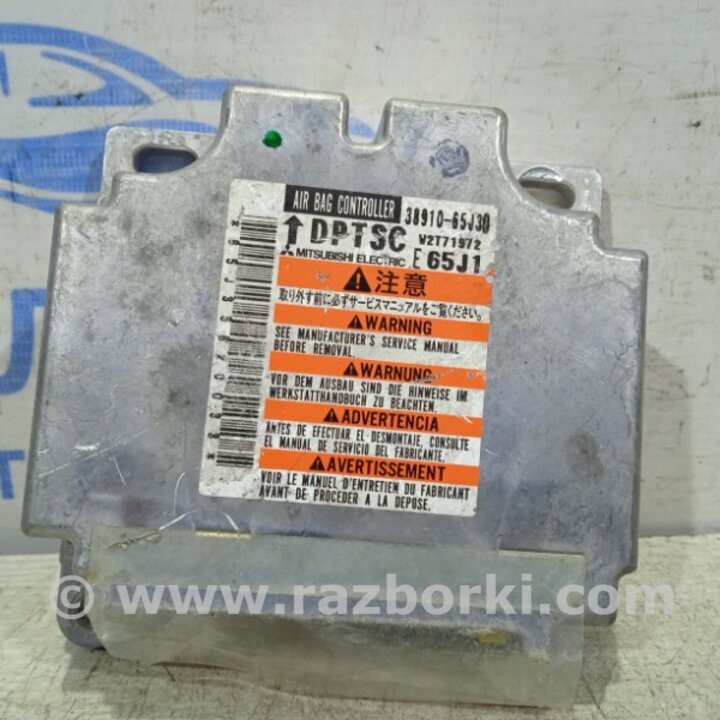 AIR BAG CONTROLLER 38910-65J30
DPTSC W2T71972
MITSUBISHI ELECTRIC E 65J1
注意
取り外す前に必ずサービスマニュアルをご覧ください。
WARNING
SEE MANUFACTURER'S SERVICE MANUAL
BEFORE REMOVAL.
WARNUNG
VOR DEM AUSBAU SIND DIE HINWEISE IM
WERKSTATTHANDBUCH ZU BEACHTEN.
ADVERTENCIA
ANTES DE EFECTUAR EL DESMONTAJE, CONSULTE
EL MANUAL DE SERVICIO DEL FABRICANTE.
AVERTISSEMENT
VOIR LE MANUEL D'ENTRETIEN DU FABRICANT
AVANT DE PROCEDER A LA DEPOSE.
© www.razborki.com